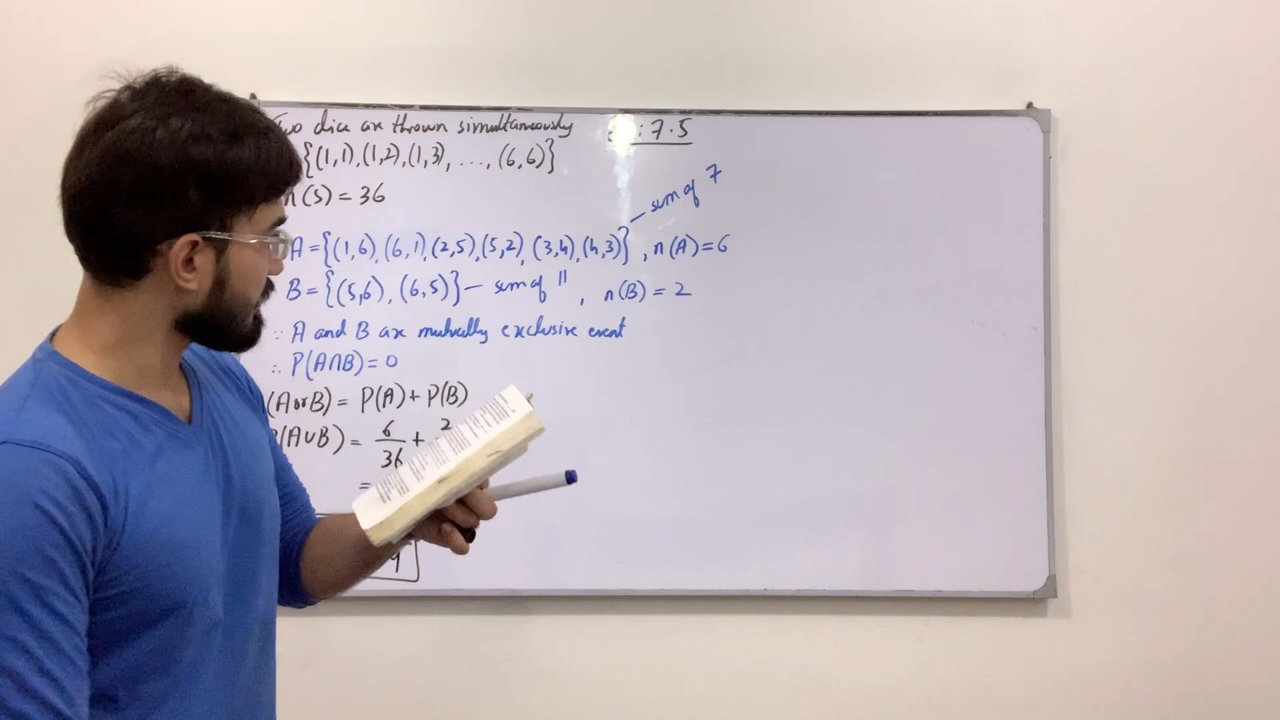 Two dice are thrown simultaneously : 7.5
{(1,1),(1,2),(1,3), ..., (6,6)}
n(S) = 36
A = {(1,6),(6,1),(2,5),(5,2),(3,4),(4,3)} — sum of 7, n(A) = 6
B = {(5,6),(6,5)} — sum of 11, n(B) = 2
∵ A and B are mutually exclusive event
∴ P(A∩B) = 0
(A or B) = P(A) + P(B)
(A∪B) = 6/36 + 2
=
9